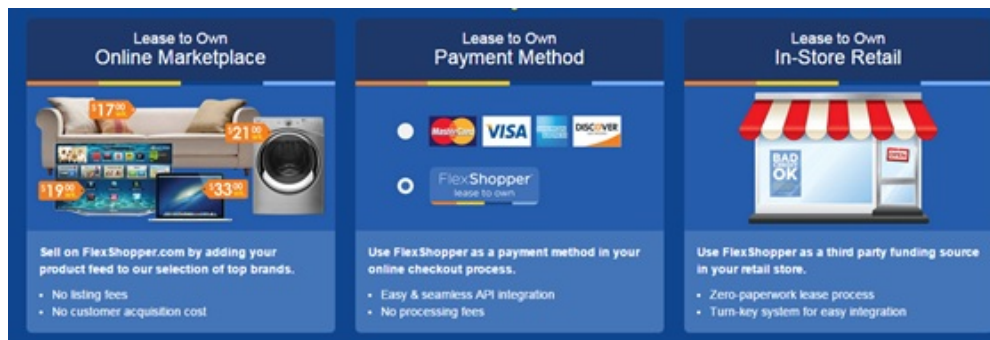 Lease to Own
Online Marketplace
$17.00
$21.00
$19.00
$33.00
Sell on FlexShopper.com by adding your
product feed to our selection of top brands.
• No listing fees
• No customer acquisition cost
Lease to Own
Payment Method
MasterCard
VISA
DISCOVER
FlexShopper
lease to own
Use FlexShopper as a payment method in your
online checkout process.
• Easy & seamless API integration
• No processing fees
Lease to Own
In-Store Retail
BAD
CREDIT
OK
OPEN
Use FlexShopper as a third party funding source
in your retail store.
• Zero-paperwork lease process
• Turn-key system for easy integration